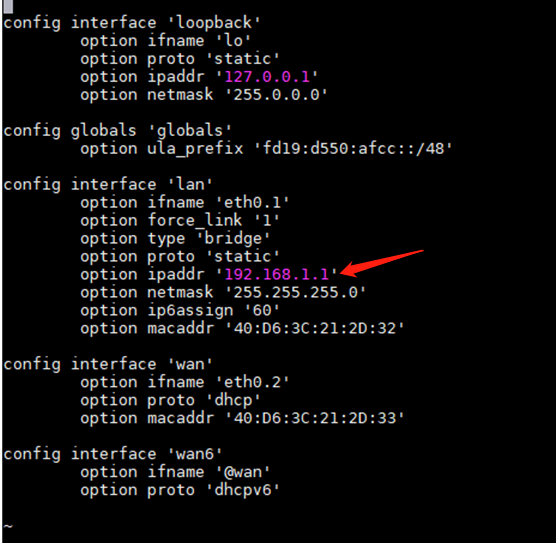 config interface 'loopback'
option ifname 'lo'
option proto 'static'
option ipaddr '127.0.0.1'
option netmask '255.0.0.0'
config globals 'globals'
option ula_prefix 'fd19:d550:afcc::/48'
config interface 'lan'
option ifname 'eth0.1'
option force_link '1'
option type 'bridge'
option proto 'static'
option ipaddr '192.168.1.1'
option netmask '255.255.255.0'
option ip6assign '60'
option macaddr '40:D6:3C:21:2D:32'
config interface 'wan'
option ifname 'eth0.2'
option proto 'dhcp'
option macaddr '40:D6:3C:21:2D:33'
config interface 'wan6'
option ifname '@wan'
option proto 'dhcpv6'
~